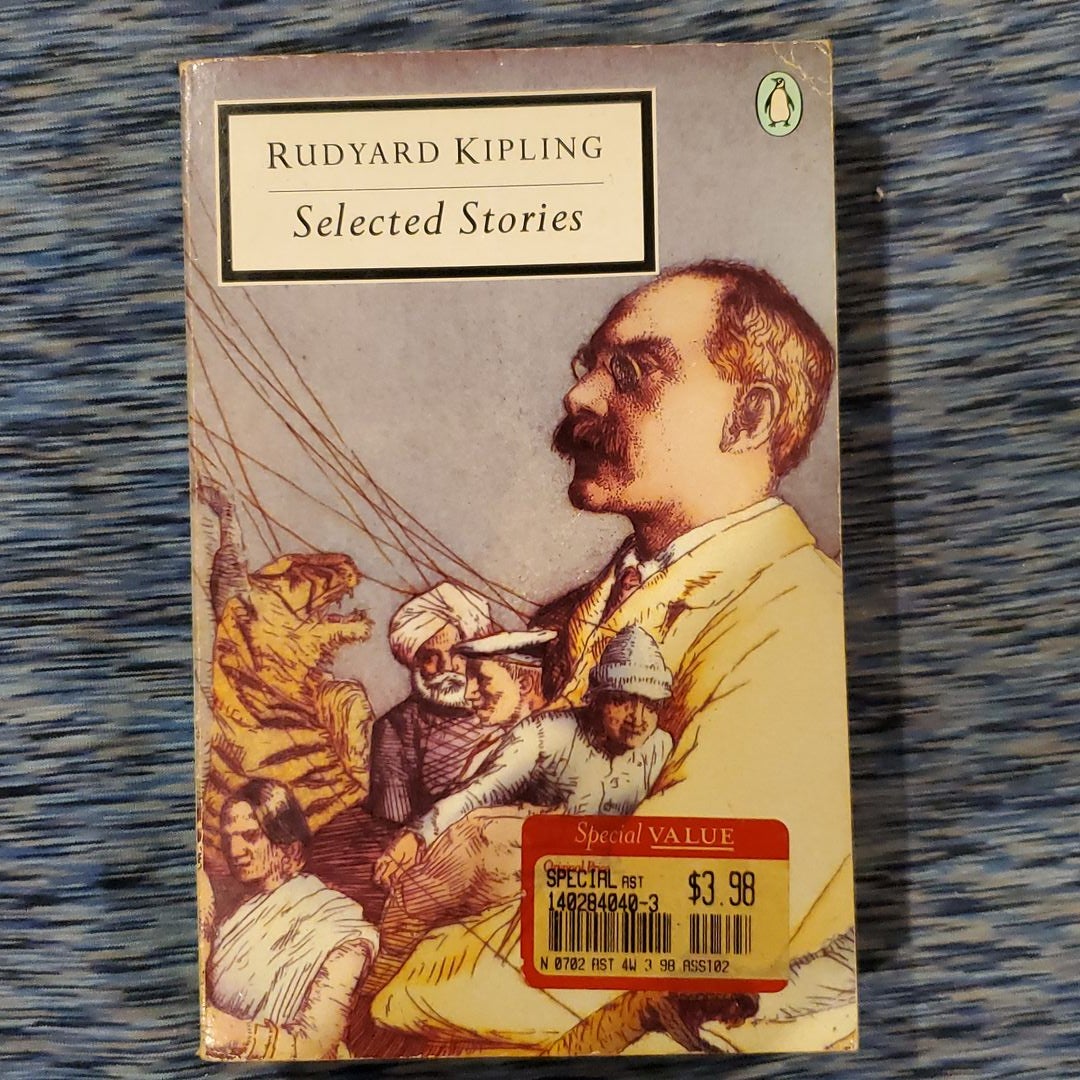 RUDYARD KIPLING
Selected Stories
Special VALUE
SPECIAL AST
$3.98
140284040-3
N 0702 AST 4W 3 98 ASS102